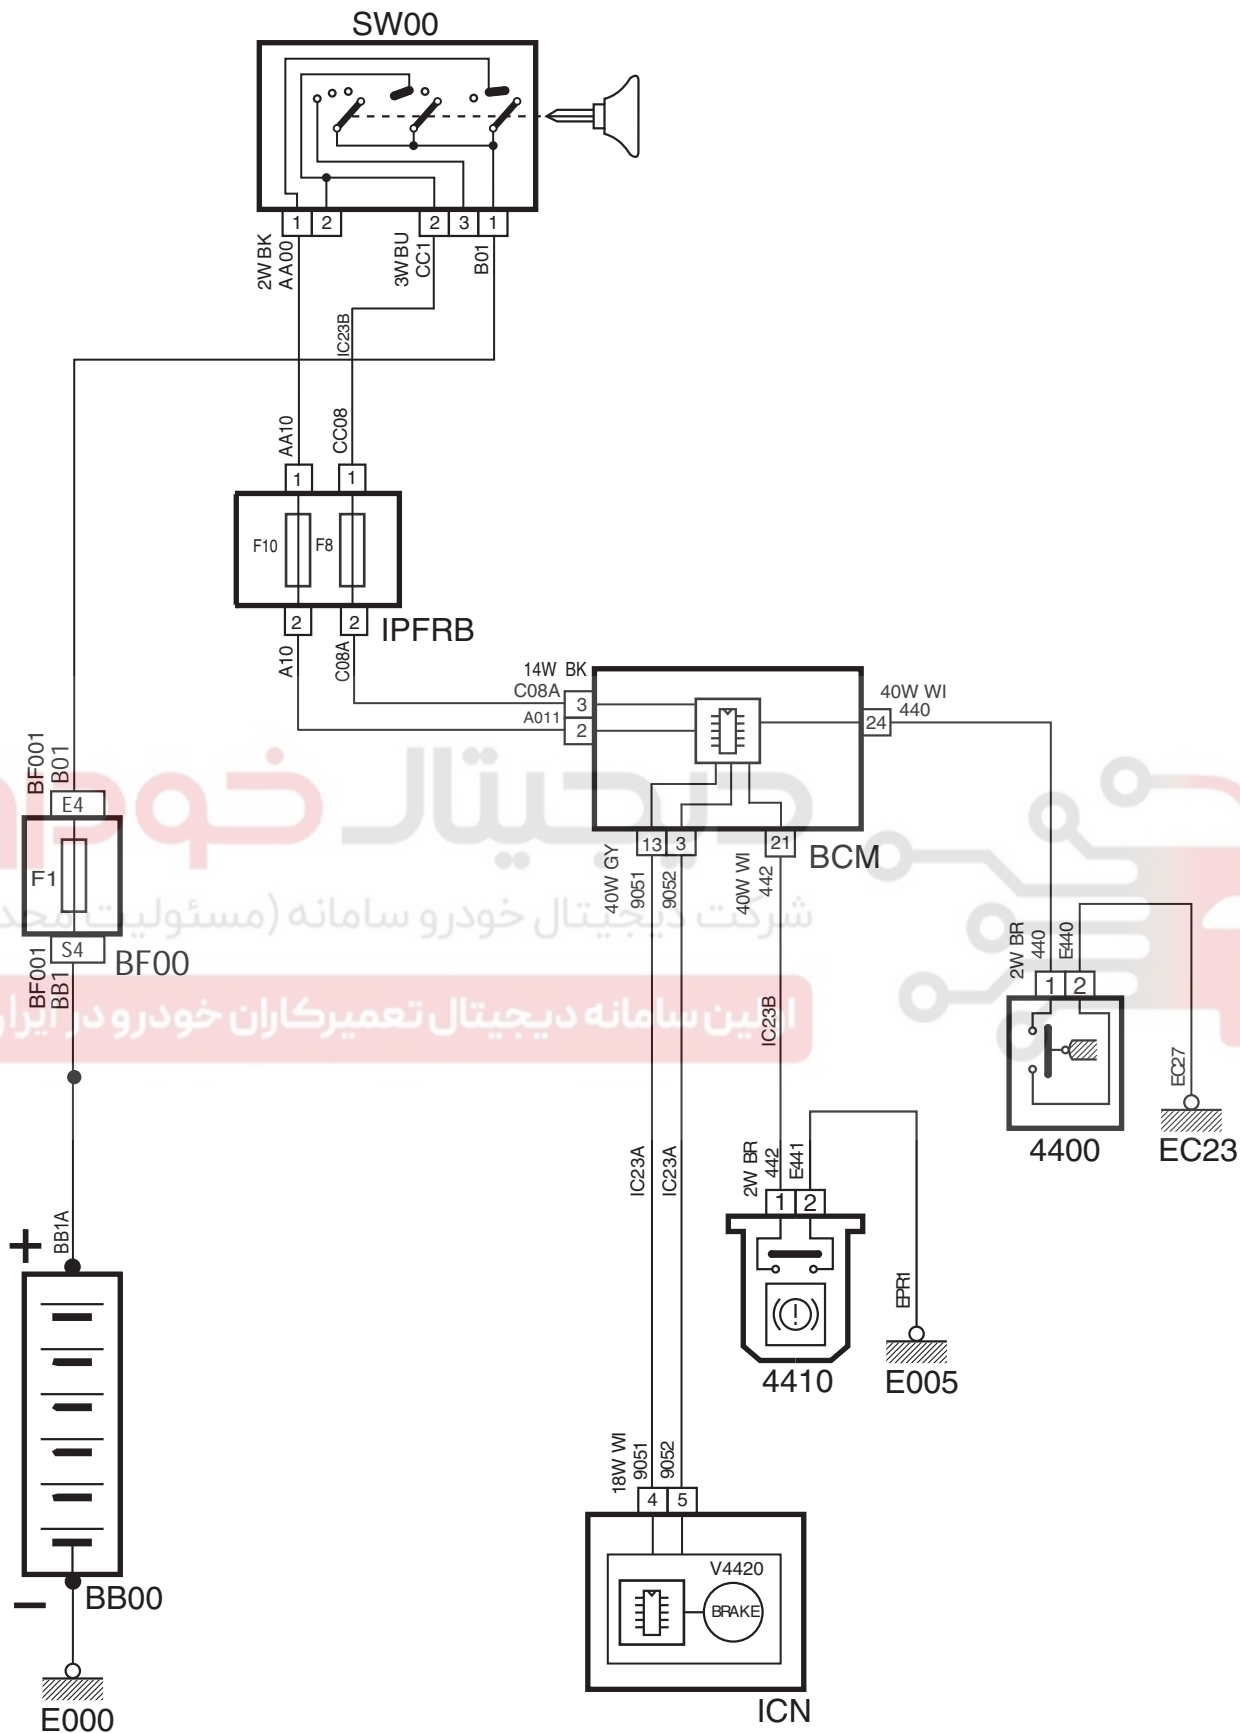 SW00
1
2
2
3
1
2W BK
AA00
3W BU
CC1
B01
IC23B
AA10
CC08
1
1
F10
F8
2
2
IPFRB
A10
C08A
14W BK
C08A
A011
3
2
40W WI
440
24
BF001
B01
E4
F1
S4
BF00
BF001
BB1
13
3
21
BCM
40W GY
9051
9052
40W WI
442
دیجیتال خودرو
شرکت دیجیتال خودرو سامانه (مسئولیت
اولین سامانه دیجیتال تعمیرکاران خودرو در ایران
IC23B
2W BR
440
E440
1
2
EC27
4400
EC23
IC23A
IC23A
2W BR
442
E441
1
2
4410
EPR1
E005
BB1A
+
−
BB00
E000
18W WI
9051
9052
4
5
V4420
BRAKE
ICN